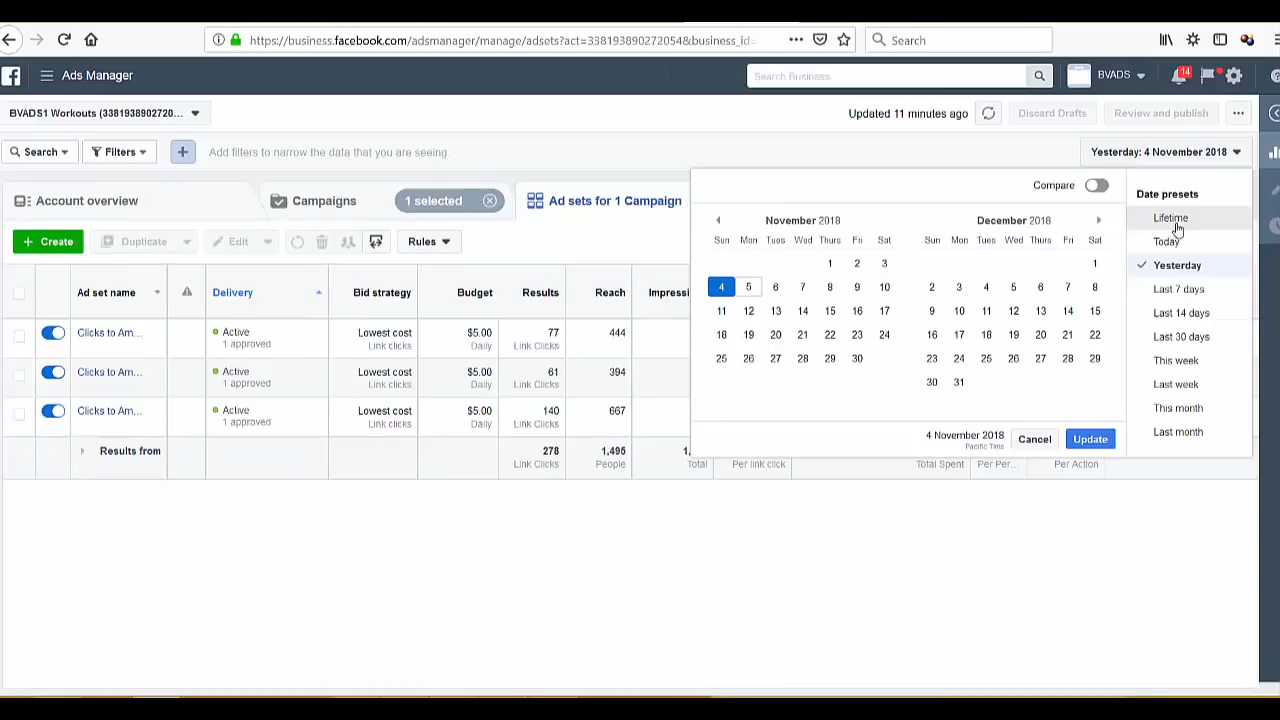 https://business.facebook.com/adsmanager/manage/adsets?act=338193890272054&business_id=
Search
Ads Manager
Search Business
BVADS
14
BVADS1 Workouts (3381938902720...
Updated 11 minutes ago
Discard Drafts
Review and publish
Search
Filters
Add filters to narrow the data that you are seeing
Yesterday: 4 November 2018
Account overview
Campaigns
1 selected
Ad sets for 1 Campaign
Create
Duplicate
Edit
Rules
Ad set name
Delivery
Bid strategy
Budget
Results
Reach
Impressi
Clicks to Am...
Active
1 approved
Lowest cost
Link clicks
$5.00
Daily
77
Link Clicks
444
Clicks to Am...
Active
1 approved
Lowest cost
Link clicks
$5.00
Daily
61
Link Clicks
394
Clicks to Am...
Active
1 approved
Lowest cost
Link clicks
$5.00
Daily
140
Link Clicks
667
Results from
278
Link Clicks
1,495
People
1,
Total
Per link click
Total Spent
Per Per...
Per Action
Compare
November 2018
Sun Mon Tues Wed Thurs Fri Sat
1 2 3
4 5 6 7 8 9 10
11 12 13 14 15 16 17
18 19 20 21 22 23 24
25 26 27 28 29 30
December 2018
Sun Mon Tues Wed Thurs Fri Sat
1
2 3 4 5 6 7 8
9 10 11 12 13 14 15
16 17 18 19 20 21 22
23 24 25 26 27 28 29
30 31
4 November 2018
Pacific Time
Cancel
Update
Date presets
Lifetime
Today
Yesterday
Last 7 days
Last 14 days
Last 30 days
This week
Last week
This month
Last month